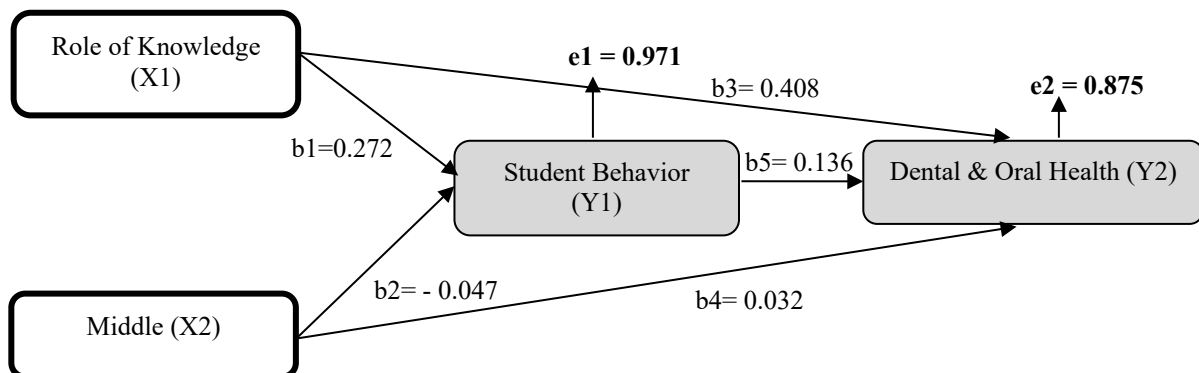 Role of Knowledge
(X1)
e1 = 0.971
b3= 0.408
e2 = 0.875
b1=0.272
Student Behavior
(Y1)
b5= 0.136
Dental & Oral Health (Y2)
b2= - 0.047
b4= 0.032
Middle (X2)